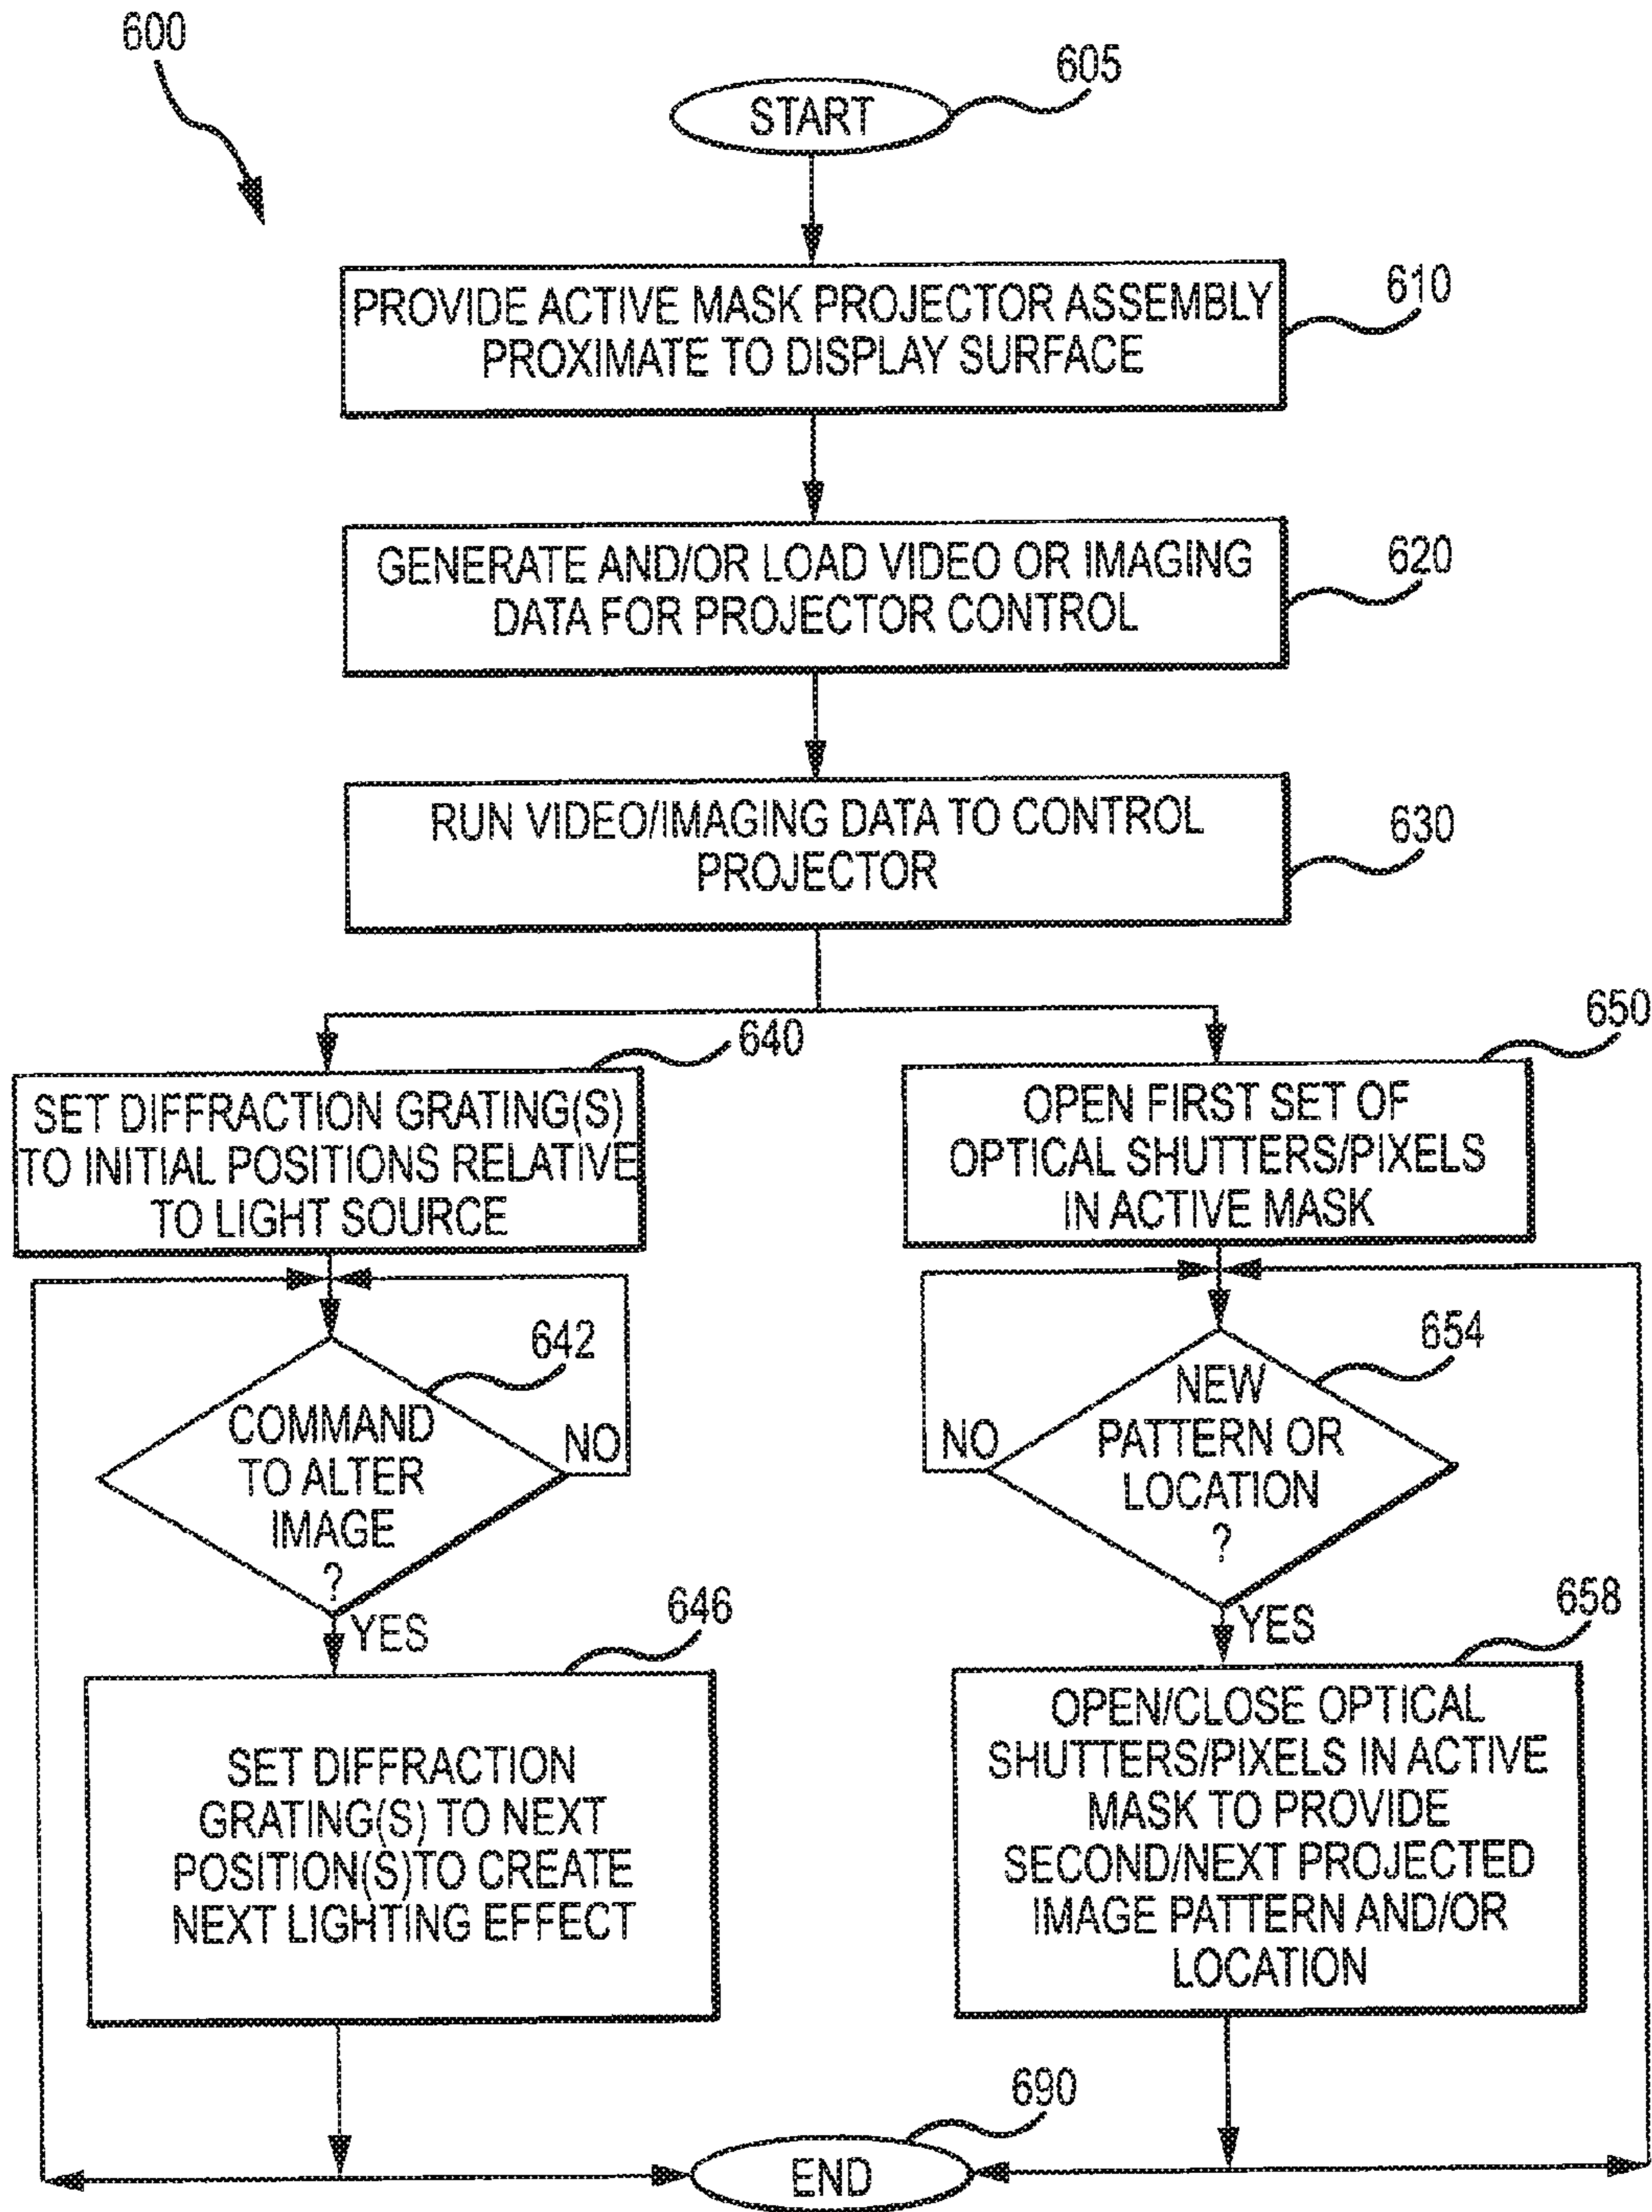 600
START
605
PROVIDE ACTIVE MASK PROJECTOR ASSEMBLY
PROXIMATE TO DISPLAY SURFACE
610
GENERATE AND/OR LOAD VIDEO OR IMAGING
DATA FOR PROJECTOR CONTROL
620
RUN VIDEO/IMAGING DATA TO CONTROL
PROJECTOR
630
640
SET DIFFRACTION GRATING(S)
TO INITIAL POSITIONS RELATIVE
TO LIGHT SOURCE
650
OPEN FIRST SET OF
OPTICAL SHUTTERS/PIXELS
IN ACTIVE MASK
642
COMMAND
TO ALTER
IMAGE
?
NO
YES
654
NEW
PATTERN OR
LOCATION
?
NO
YES
646
SET DIFFRACTION
GRATING(S) TO NEXT
POSITION(S)TO CREATE
NEXT LIGHTING EFFECT
658
OPEN/CLOSE OPTICAL
SHUTTERS/PIXELS IN ACTIVE
MASK TO PROVIDE
SECOND/NEXT PROJECTED
IMAGE PATTERN AND/OR
LOCATION
690
END